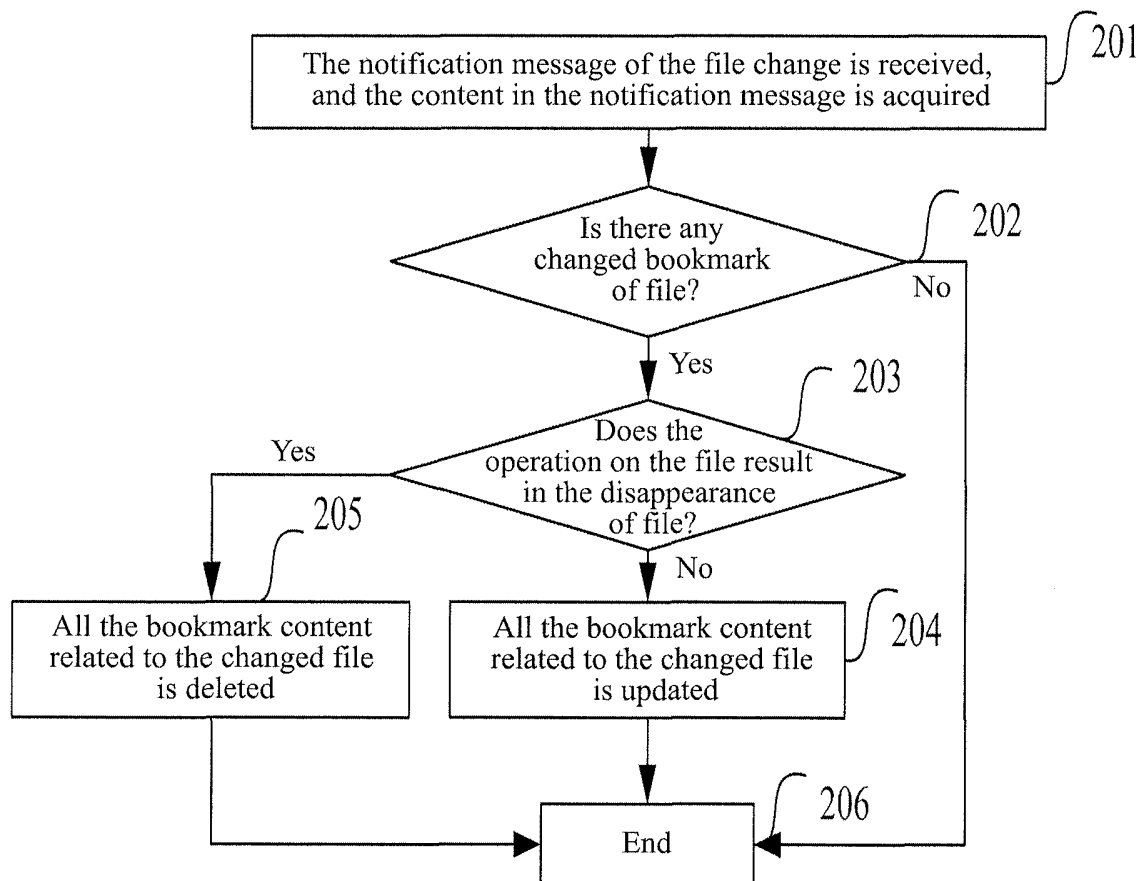 201
The notification message of the file change is received,
and the content in the notification message is acquired
202
Is there any
changed bookmark
of file?
No
Yes
203
Does the
operation on the file result
in the disappearance
of file?
Yes
No
205
All the bookmark content
related to the changed file
is deleted
204
All the bookmark content
related to the changed file
is updated
206
End